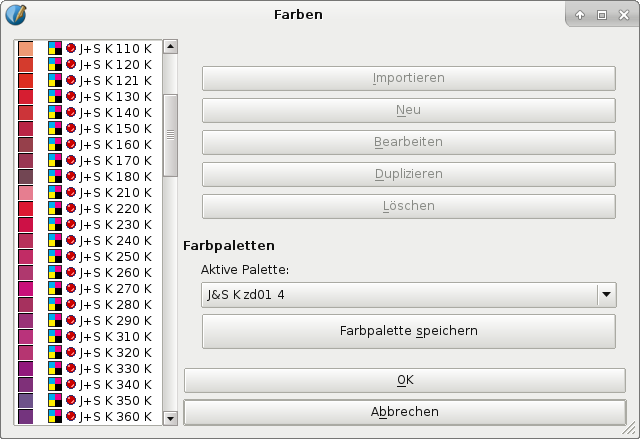 Farben
J+S K 110 K
J+S K 120 K
J+S K 121 K
J+S K 130 K
J+S K 140 K
J+S K 150 K
J+S K 160 K
J+S K 170 K
J+S K 180 K
J+S K 210 K
J+S K 220 K
J+S K 230 K
J+S K 240 K
J+S K 250 K
J+S K 260 K
J+S K 270 K
J+S K 280 K
J+S K 290 K
J+S K 310 K
J+S K 320 K
J+S K 330 K
J+S K 340 K
J+S K 350 K
J+S K 360 K
Importieren
Neu
Bearbeiten
Duplizieren
Löschen
Farbpaletten
Aktive Palette:
J&S K zd01 4
Farbpalette speichern
OK
Abbrechen